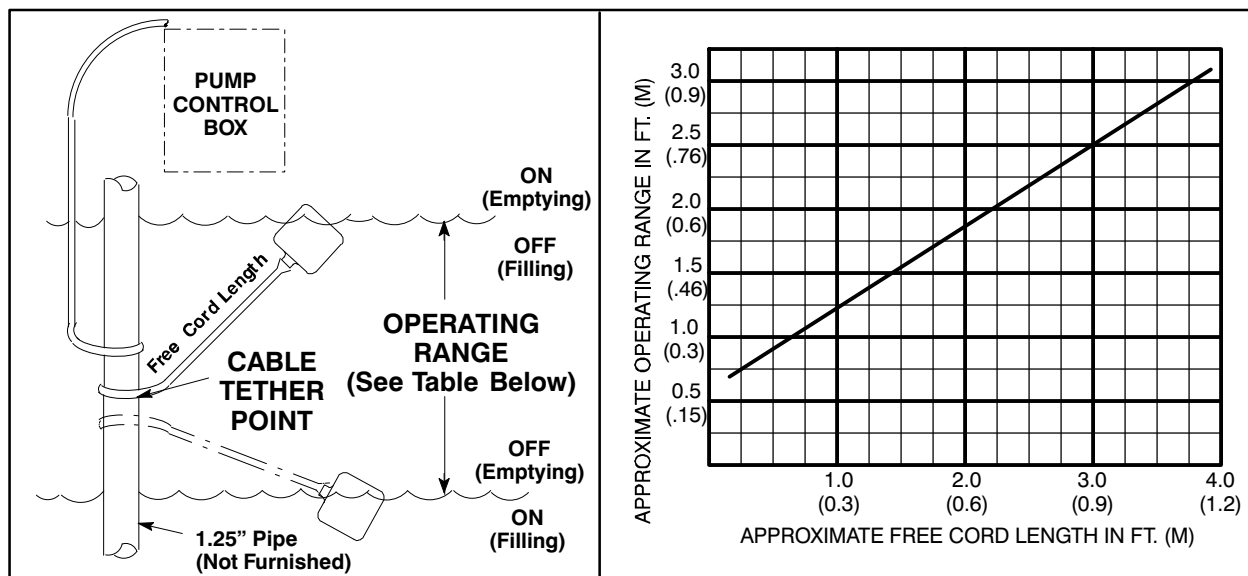 PUMP
CONTROL
BOX
ON
(Emptying)
OFF
(Filling)
Free Cord Length
OPERATING
RANGE
(See Table Below)
CABLE
TETHER
POINT
OFF
(Emptying)
ON
(Filling)
1.25” Pipe
(Not Furnished)
APPROXIMATE OPERATING RANGE IN FT. (M)
3.0
(0.9)
2.5
(.76)
2.0
(0.6)
1.5
(.46)
1.0
(0.3)
0.5
(.15)
1.0 2.0 3.0 4.0
(0.3) (0.6) (0.9) (1.2)
APPROXIMATE FREE CORD LENGTH IN FT. (M)